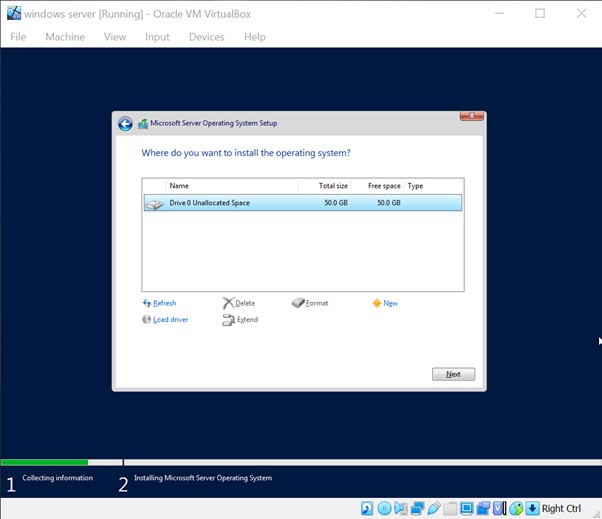 windows server [Running] - Oracle VM VirtualBox
File Machine View Input Devices Help
Microsoft Server Operating System Setup
Where do you want to install the operating system?
Name Total size Free space Type
Drive 0 Unallocated Space 50.0 GB 50.0 GB
Refresh Delete Format New
Load driver Extend
Next
1 Collecting information 2 Installing Microsoft Server Operating System
Right Ctrl